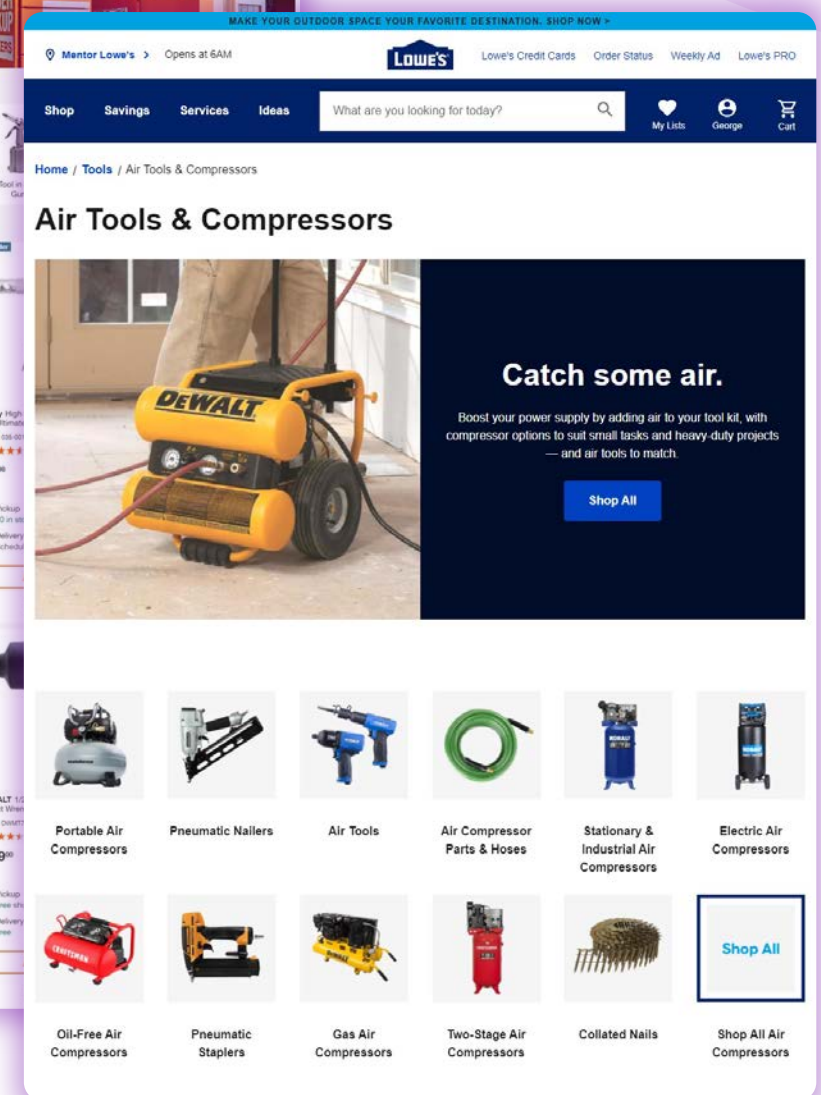 MAKE YOUR OUTDOOR SPACE YOUR FAVORITE DESTINATION. SHOP NOW >
Mentor Lowe's > Opens at 6AM
LOWE'S
Lowe's Credit Cards Order Status Weekly Ad Lowe's PRO
Shop Savings Services Ideas
What are you looking for today?
My Lists George Cart
Home / Tools / Air Tools & Compressors
Air Tools & Compressors
DEWALT
Catch some air.
Boost your power supply by adding air to your tool kit, with
compressor options to suit small tasks and heavy-duty projects
— and air tools to match.
Shop All
KOBALT
KOBALT
Portable Air
Compressors
Pneumatic Nailers
Air Tools
Air Compressor
Parts & Hoses
Stationary &
Industrial Air
Compressors
Electric Air
Compressors
CRAFTSMAN
DEWALT
CRAFTSMAN
Shop All
Oil-Free Air
Compressors
Pneumatic
Staplers
Gas Air
Compressors
Two-Stage Air
Compressors
Collated Nails
Shop All Air
Compressors